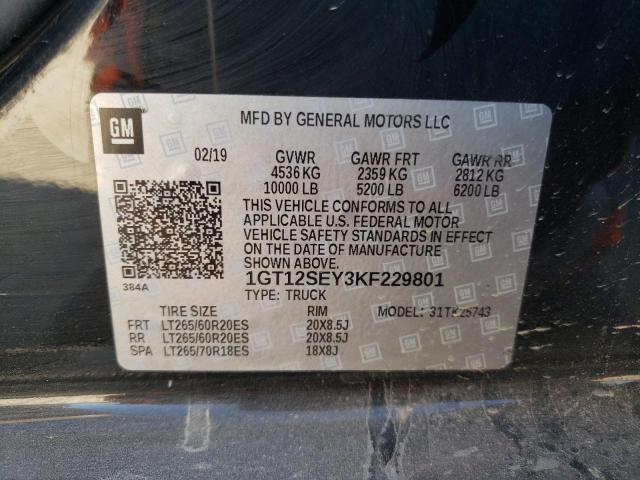 GM
MFD BY GENERAL MOTORS LLC
02/19 GVWR GAWR FRT GAWR RR
4536 KG 2359 KG 2812 KG
10000 LB 5200 LB 6200 LB
THIS VEHICLE CONFORMS TO ALL
APPLICABLE U.S. FEDERAL MOTOR
VEHICLE SAFETY STANDARDS IN EFFECT
ON THE DATE OF MANUFACTURE
SHOWN ABOVE.
384A 1GT12SEY3KF229801
TYPE: TRUCK
TIRE SIZE RIM MODEL: 31TK25743
FRT LT265/60R20ES 20X8.5J
RR LT265/60R20ES 20X8.5J
SPA LT265/70R18ES 18X8J